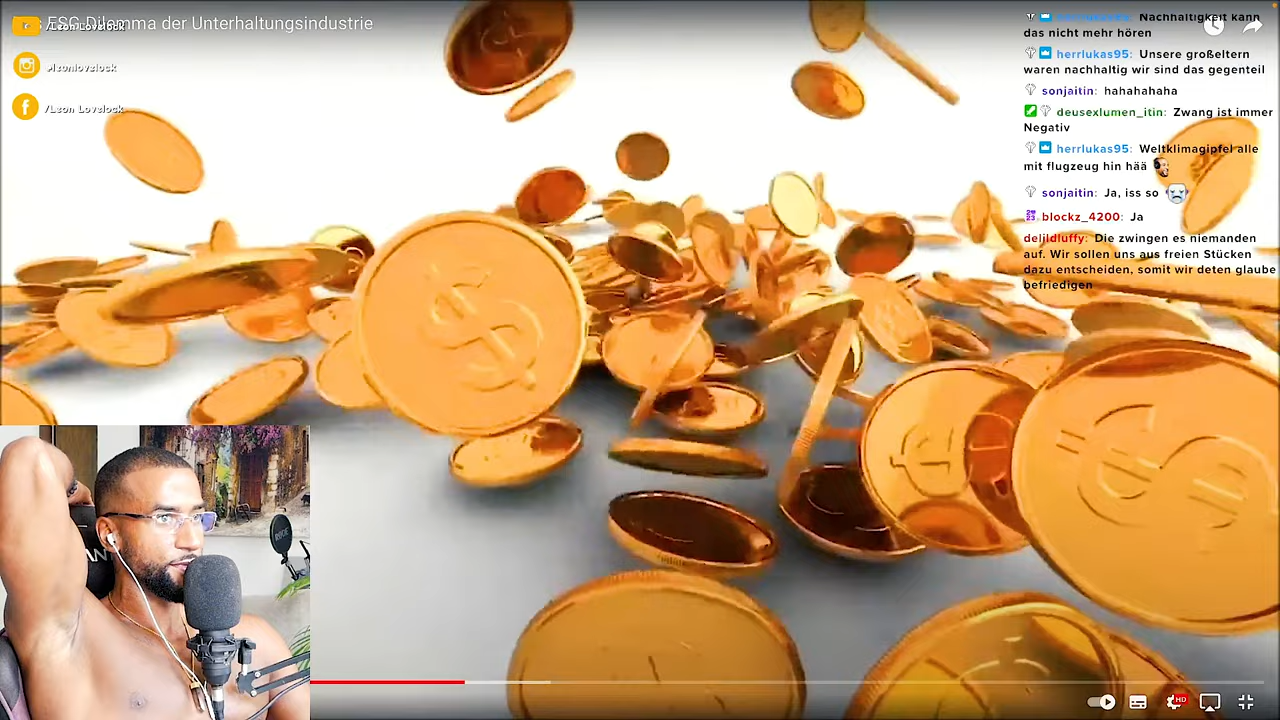 ESG Dilemma der Unterhaltungsindustrie
/Leon Lovelock
/leonlovelock
/Leon Lovelock
Nachhaltigkeit kann
das nicht mehr hören
herrlukas95: Unsere großeltern
waren nachhaltig wir sind das gegenteil
sonjaitin: hahahahaha
deusexlumen_itin: Zwang ist immer
Negativ
herrlukas95: Weltklimagipfel alle
mit flugzeug hin hää
sonjaitin: Ja, iss so
blockz_4200: Ja
dejldluffy: Die zwingen es niemanden
auf. Wir sollen uns aus freien Stücken
dazu entscheiden, somit wir deten glaube
befriedigen
HD